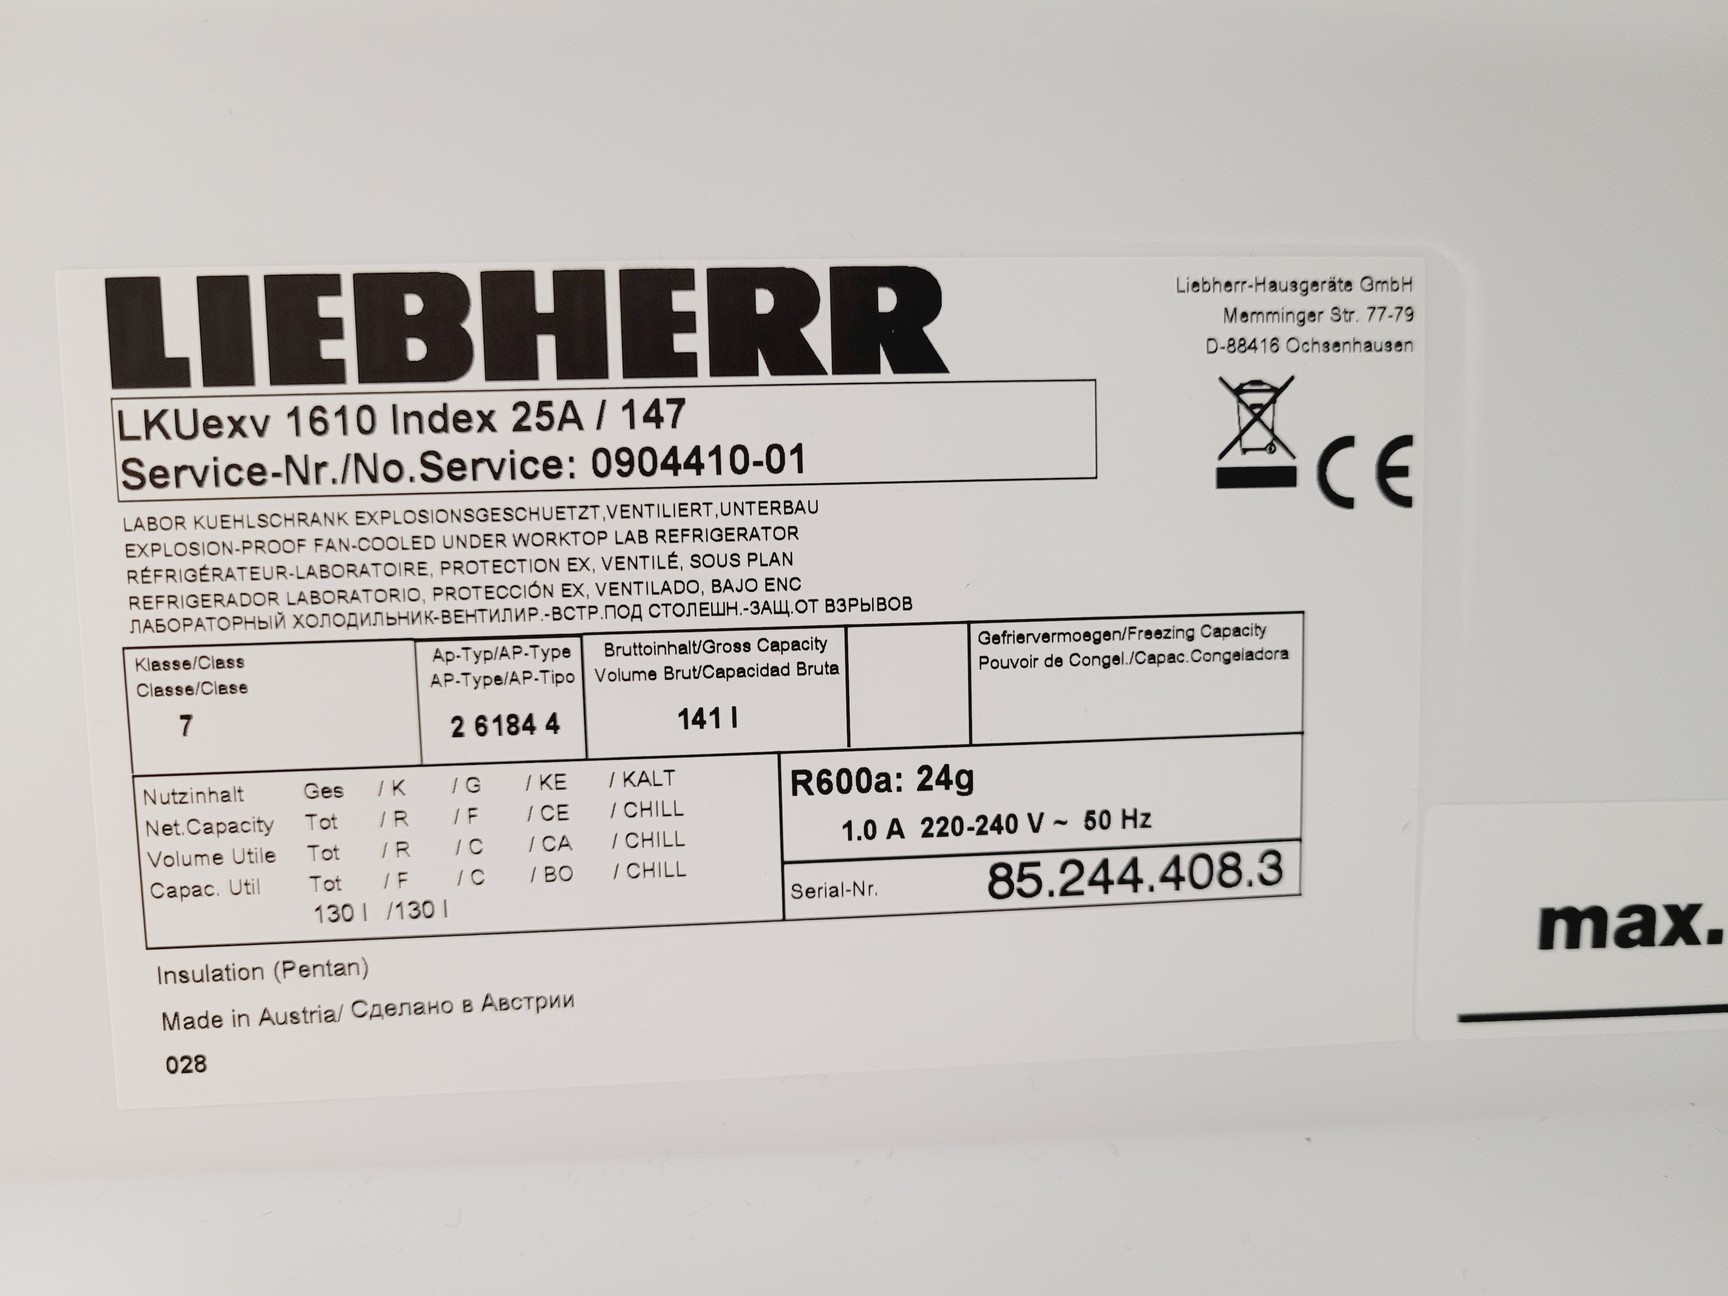 LIEBHERR
Liebherr-Hausgeräte GmbH
Memminger Str. 77-79
D-88416 Ochsenhausen
LKUexv 1610 Index 25A / 147
Service-Nr./No.Service: 0904410-01
CE
LABOR KUEHLSCHRANK EXPLOSIONSGESCHUETZT,VENTILIERT,UNTERBAU
EXPLOSION-PROOF FAN-COOLED UNDER WORKTOP LAB REFRIGERATOR
RÉFRIGÉRATEUR-LABORATOIRE, PROTECTION EX, VENTILÉ, SOUS PLAN
REFRIGERADOR LABORATORIO, PROTECCIÓN EX, VENTILADO, BAJO ENC
ЛАБОРАТОРНЫЙ ХОЛОДИЛЬНИК-ВЕНТИЛИР.-ВСТР.ПОД СТОЛЕШН.-ЗАЩ.ОТ ВЗРЫВОВ
Klasse/Class
Classe/Clase
7
Ap-Typ/AP-Type
AP-Type/AP-Tipo
2 6184 4
Bruttoinhalt/Gross Capacity
Volume Brut/Capacidad Bruta
141 l
Gefriervermoegen/Freezing Capacity
Pouvoir de Congel./Capac.Congeladora
Nutzinhalt Ges / K / G / KE / KALT
Net.Capacity Tot / R / F / CE / CHILL
Volume Utile Tot / R / C / CA / CHILL
Capac. Util Tot / F / C / BO / CHILL
130 l /130 l
R600a: 24g
1.0 A 220-240 V ~ 50 Hz
Serial-Nr. 85.244.408.3
Insulation (Pentan)
Made in Austria/ Сделано в Австрии
028
max.